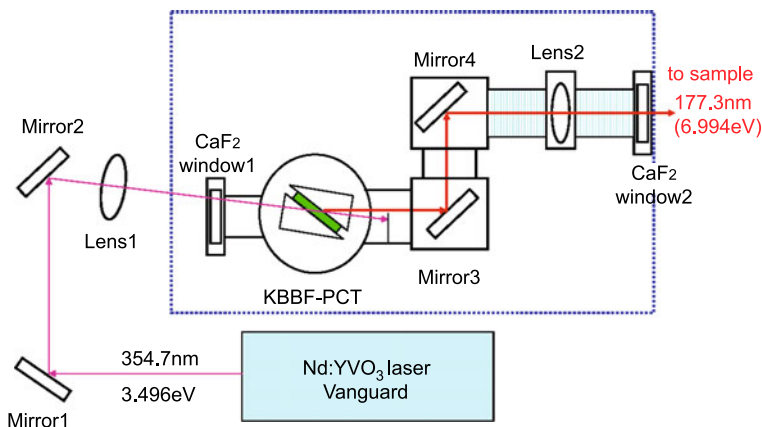 Mirror4
Lens2
to sample
177.3nm
(6.994eV)
Mirror2
CaF2
window1
CaF2
window2
Lens1
Mirror3
KBBF-PCT
354.7nm
3.496eV
Nd:YVO3 laser
Vanguard
Mirror1